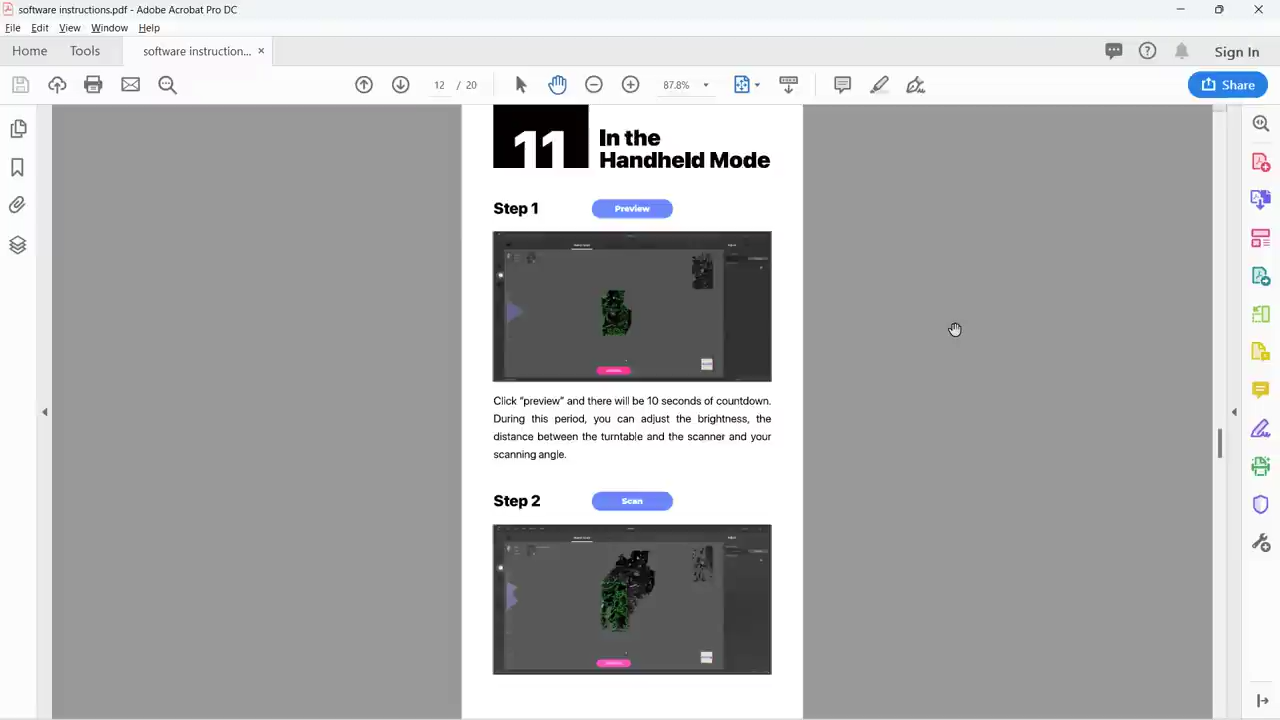 software instructions.pdf - Adobe Acrobat Pro DC
File Edit View Window Help
Home Tools software instruction... ×
Sign In
12 / 20 87.8% Share
11 In the
Handheld Mode
Step 1 Preview
Click “preview” and there will be 10 seconds of countdown.
During this period, you can adjust the brightness, the
distance between the turntable and the scanner and your
scanning angle.
Step 2 Scan